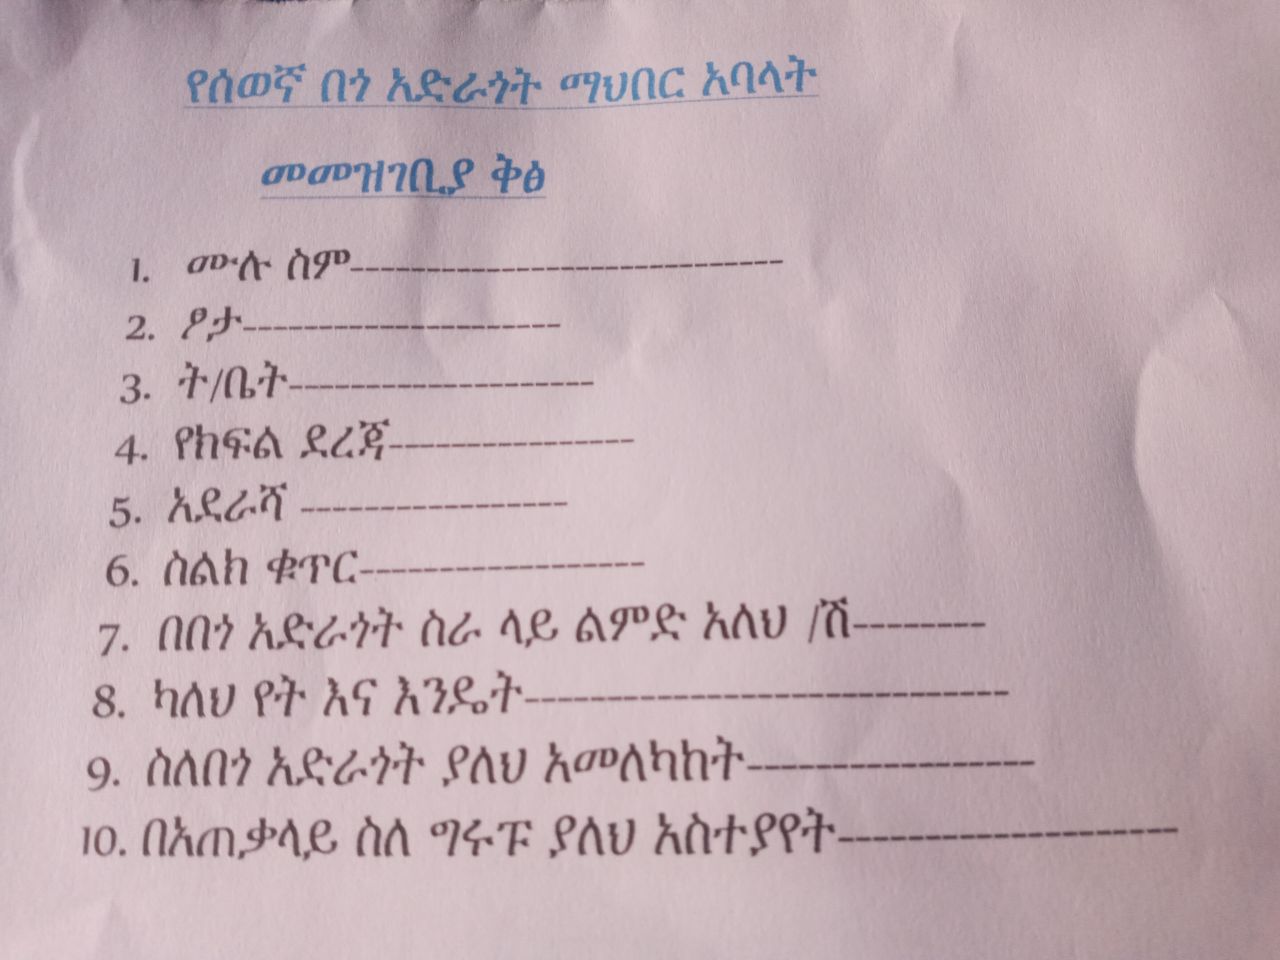 የሰወኛ በጎ አድራጎት ማህበር አባላት
መመዝገቢያ ቅፅ
1. ሙሉ ስም-----------------------------
2. ፆታ---------------------
3. ት/ቤት--------------------
4. የክፍል ደረጃ----------------
5. አደራሻ -----------------
6. ስልክ ቁጥር-------------------
7. በበጎ አድራጎት ስራ ላይ ልምድ አለህ /ሽ---------
8. ካለህ የት እና እንዴት--------------------------------
9. ስለበጎ አድራጎት ያለህ አመለካከት-------------------
10. በአጠቃላይ ስለ ግሩፑ ያለህ አስተያየት----------------------